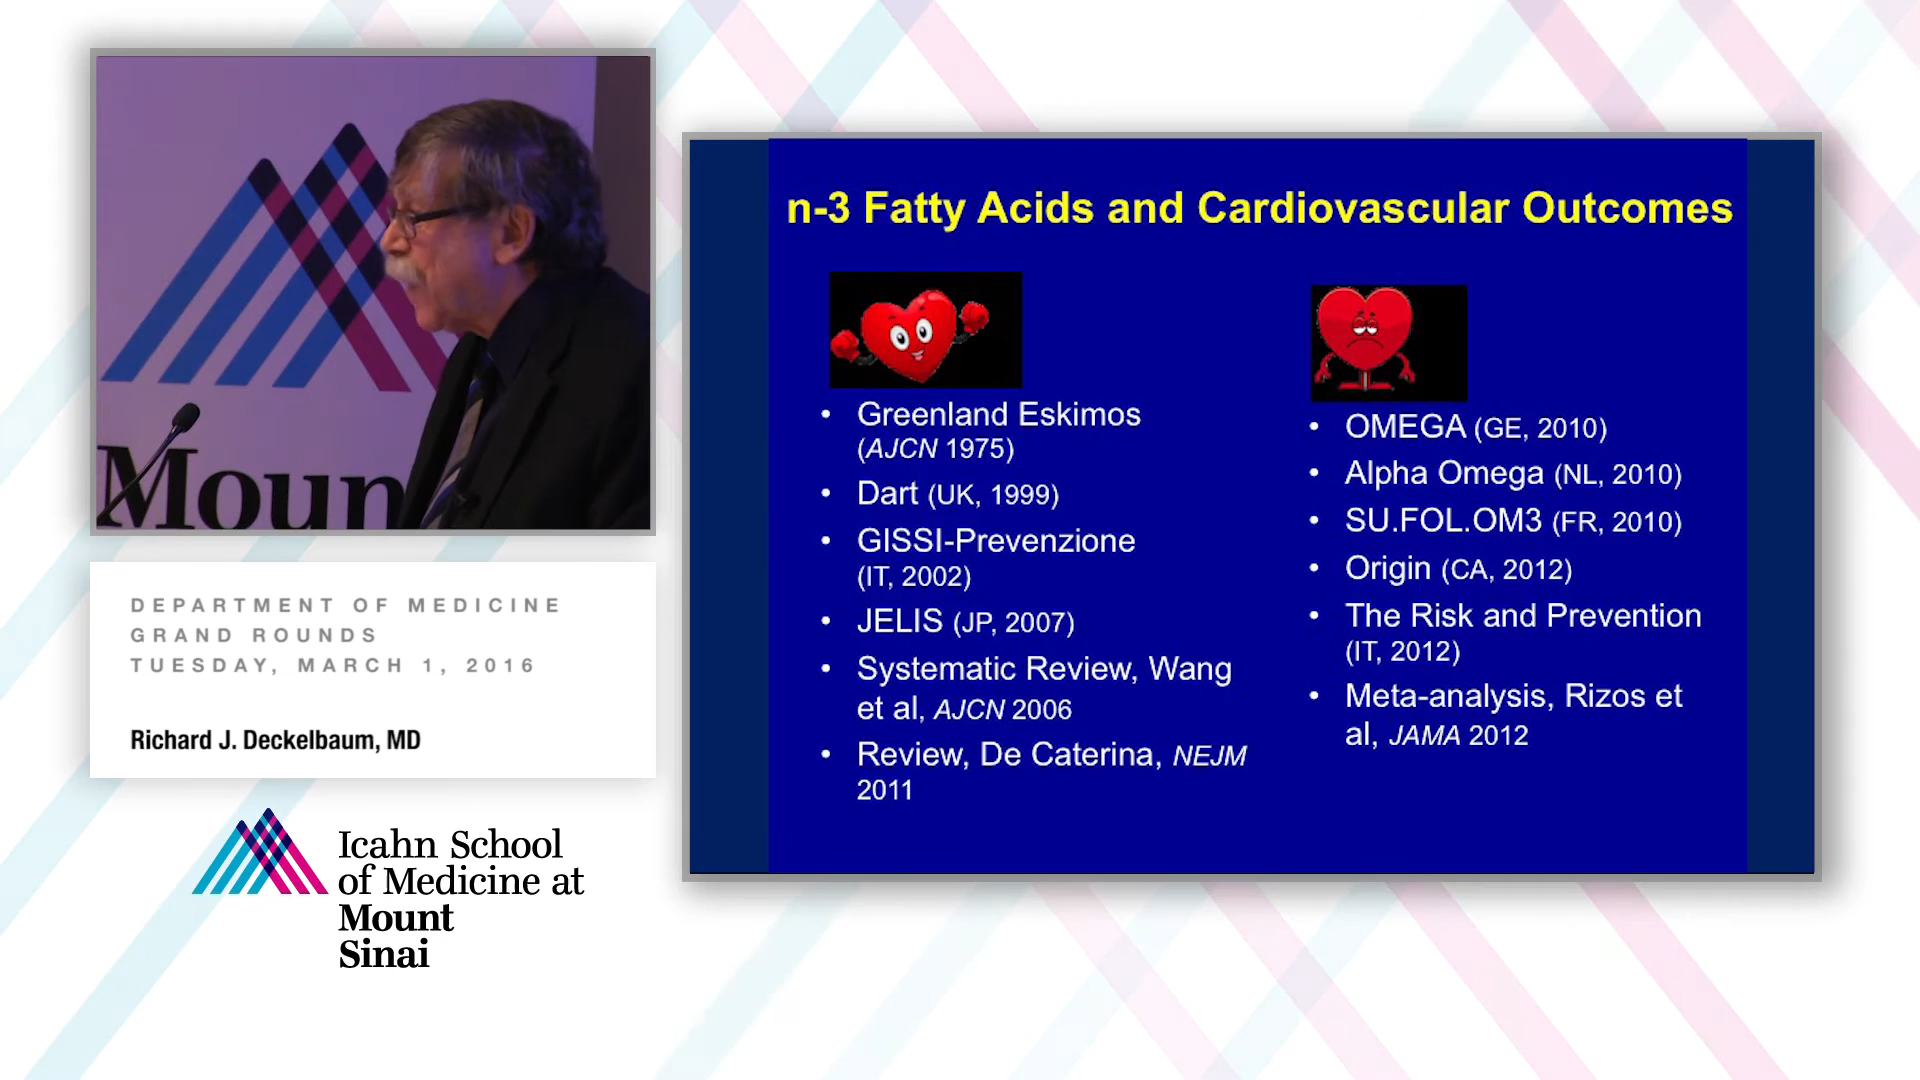 Moun
DEPARTMENT OF MEDICINE
GRAND ROUNDS
TUESDAY, MARCH 1, 2016
Richard J. Deckelbaum, MD
Icahn School
of Medicine at
Mount
Sinai
n-3 Fatty Acids and Cardiovascular Outcomes
• Greenland Eskimos
(AJCN 1975)
• Dart (UK, 1999)
• GISSI-Prevenzione
(IT, 2002)
• JELIS (JP, 2007)
• Systematic Review, Wang
et al, AJCN 2006
• Review, De Caterina, NEJM
2011
• OMEGA (GE, 2010)
• Alpha Omega (NL, 2010)
• SU.FOL.OM3 (FR, 2010)
• Origin (CA, 2012)
• The Risk and Prevention
(IT, 2012)
• Meta-analysis, Rizos et
al, JAMA 2012